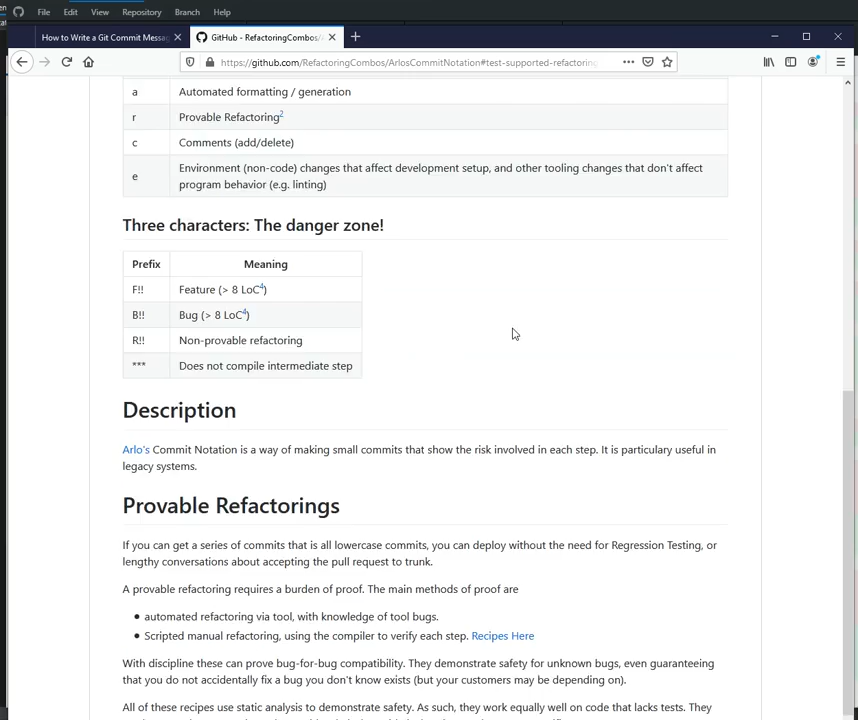 File Edit View Repository Branch Help
How to Write a Git Commit Messa
GitHub - RefactoringCombos/A
https://github.com/RefactoringCombos/ArlosCommitNotation#test-supported-refactoring
a Automated formatting / generation
r Provable Refactoring2
c Comments (add/delete)
e Environment (non-code) changes that affect development setup, and other tooling changes that don't affect
program behavior (e.g. linting)
Three characters: The danger zone!
Prefix Meaning
F!! Feature (> 8 LoC4)
B!! Bug (> 8 LoC4)
R!! Non-provable refactoring
*** Does not compile intermediate step
Description
Arlo's Commit Notation is a way of making small commits that show the risk involved in each step. It is particulary useful in
legacy systems.
Provable Refactorings
If you can get a series of commits that is all lowercase commits, you can deploy without the need for Regression Testing, or
lengthy conversations about accepting the pull request to trunk.
A provable refactoring requires a burden of proof. The main methods of proof are
• automated refactoring via tool, with knowledge of tool bugs.
• Scripted manual refactoring, using the compiler to verify each step. Recipes Here
With discipline these can prove bug-for-bug compatibility. They demonstrate safety for unknown bugs, even guaranteeing
that you do not accidentally fix a bug you don't know exists (but your customers may be depending on).
All of these recipes use static analysis to demonstrate safety. As such, they work equally well on code that lacks tests. They